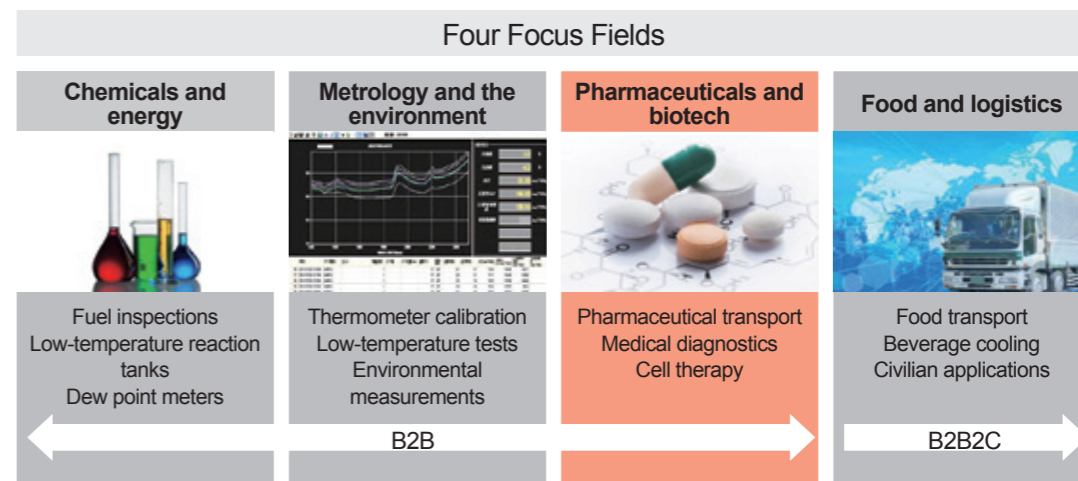 Four Focus Fields
Chemicals and
energy
Metrology and the
environment
Pharmaceuticals and
biotech
Food and logistics
Fuel inspections
Low-temperature reaction
tanks
Dew point meters
Thermometer calibration
Low-temperature tests
Environmental
measurements
Pharmaceutical transport
Medical diagnostics
Cell therapy
Food transport
Beverage cooling
Civilian applications
B2B
B2B2C